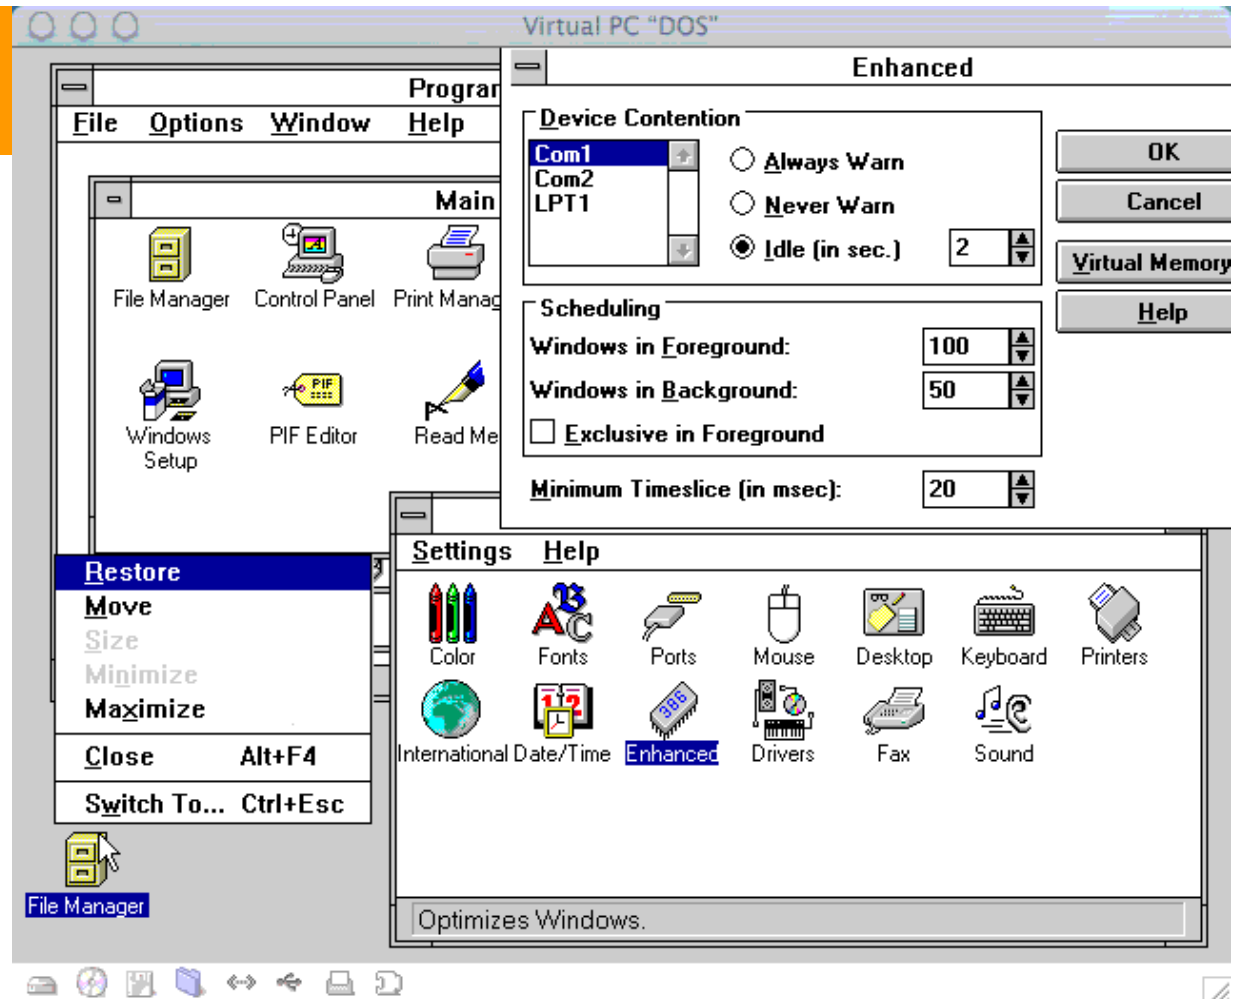 Virtual PC “DOS”
Enhanced
Program
File Options Window Help
Main
File Manager
Control Panel
Print Manag
Windows Setup
PIF Editor
Read Me
Device Contention
Com1
Com2
LPT1
Always Warn
Never Warn
Idle (in sec.) 2
OK
Cancel
Virtual Memory
Help
Scheduling
Windows in Foreground: 100
Windows in Background: 50
Exclusive in Foreground
Minimum Timeslice (in msec): 20
Restore
Move
Size
Minimize
Maximize
Close Alt+F4
Switch To... Ctrl+Esc
File Manager
Settings Help
Color
Fonts
Ports
Mouse
Desktop
Keyboard
Printers
International
Date/Time
Enhanced
Drivers
Fax
Sound
386
PIF
Optimizes Windows.